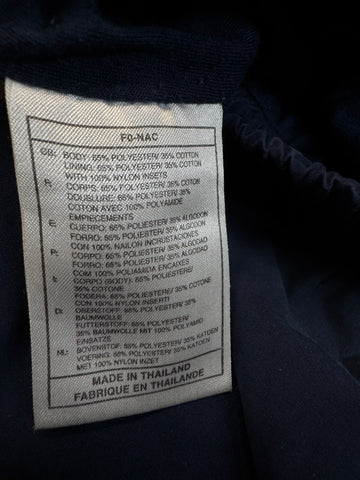 F0-NAC
GB: BODY: 65% POLYESTER/ 35% COTTON
LINING: 65% POLYESTER/ 35% COTTON
WITH 100% NYLON INSETS
F: CORPS: 65% POLYESTER/ 35% COTON
DOUBLURE: 65% POLYESTER/ 35%
COTON AVEC 100% POLYAMIDE
EMPIECEMENTS
E: CUERPO: 65% POLIESTER/ 35% ALGODON
FORRO: 65% POLIESTER/ 35% ALGODON
CON 100% NAILON INCRUSTACIONES
P: CORPO: 65% POLIESTER/ 35% ALGODAO
FORRO: 65% POLIESTER/ 35% ALGODAO
COM 100% POLIAMIDA ENCAIXES
I: CORPO (BODY): 65% POLIESTERE/
35% COTONE
FODERA: 65% POLIESTERE/ 35% COTONE
CON 100% NYLON INSERTI
D: OBERSTOFF: 65% POLYESTER/ 35%
BAUMWOLLE
FUTTERSTOFF: 65% POLYESTER/
35% BAUMWOLLE MIT 100% POLYAMID
EINSATZE
NL: BOVENSTOF: 65% POLYESTER/ 35% KATOEN
VOERING: 65% POLYESTER/ 35% KATOEN
MET 100% NYLON INZET
MADE IN THAILAND
FABRIQUE EN THAILANDE